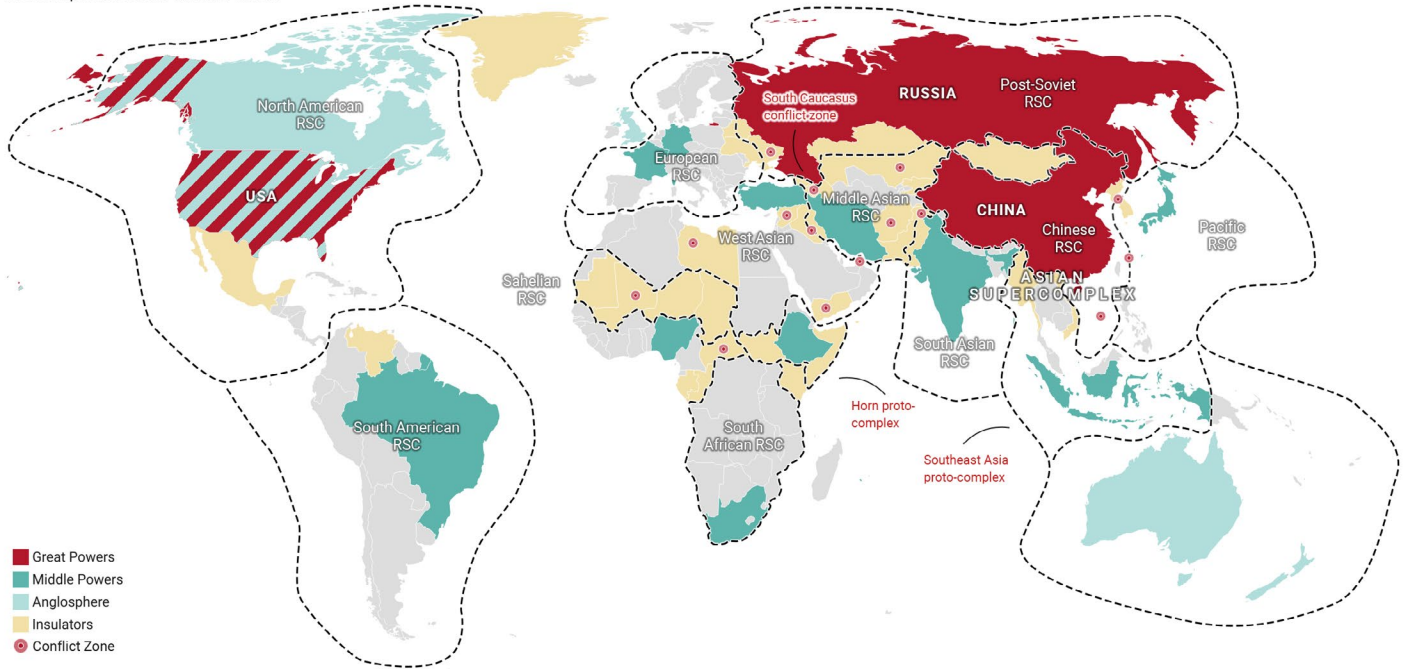 North American
RSC
USA
RUSSIA
Post-Soviet
RSC
South Caucasus
conflict-zone
European
RSC
Middle Asian
RSC
CHINA
Chinese
RSC
Pacific
RSC
West Asian
RSC
Sahelian
RSC
ASIAN
SUPERCOMPLEX
South Asian
RSC
Horn proto-
complex
South American
RSC
South
African RSC
Southeast Asia
proto-complex
Great Powers
Middle Powers
Anglosphere
Insulators
Conflict Zone